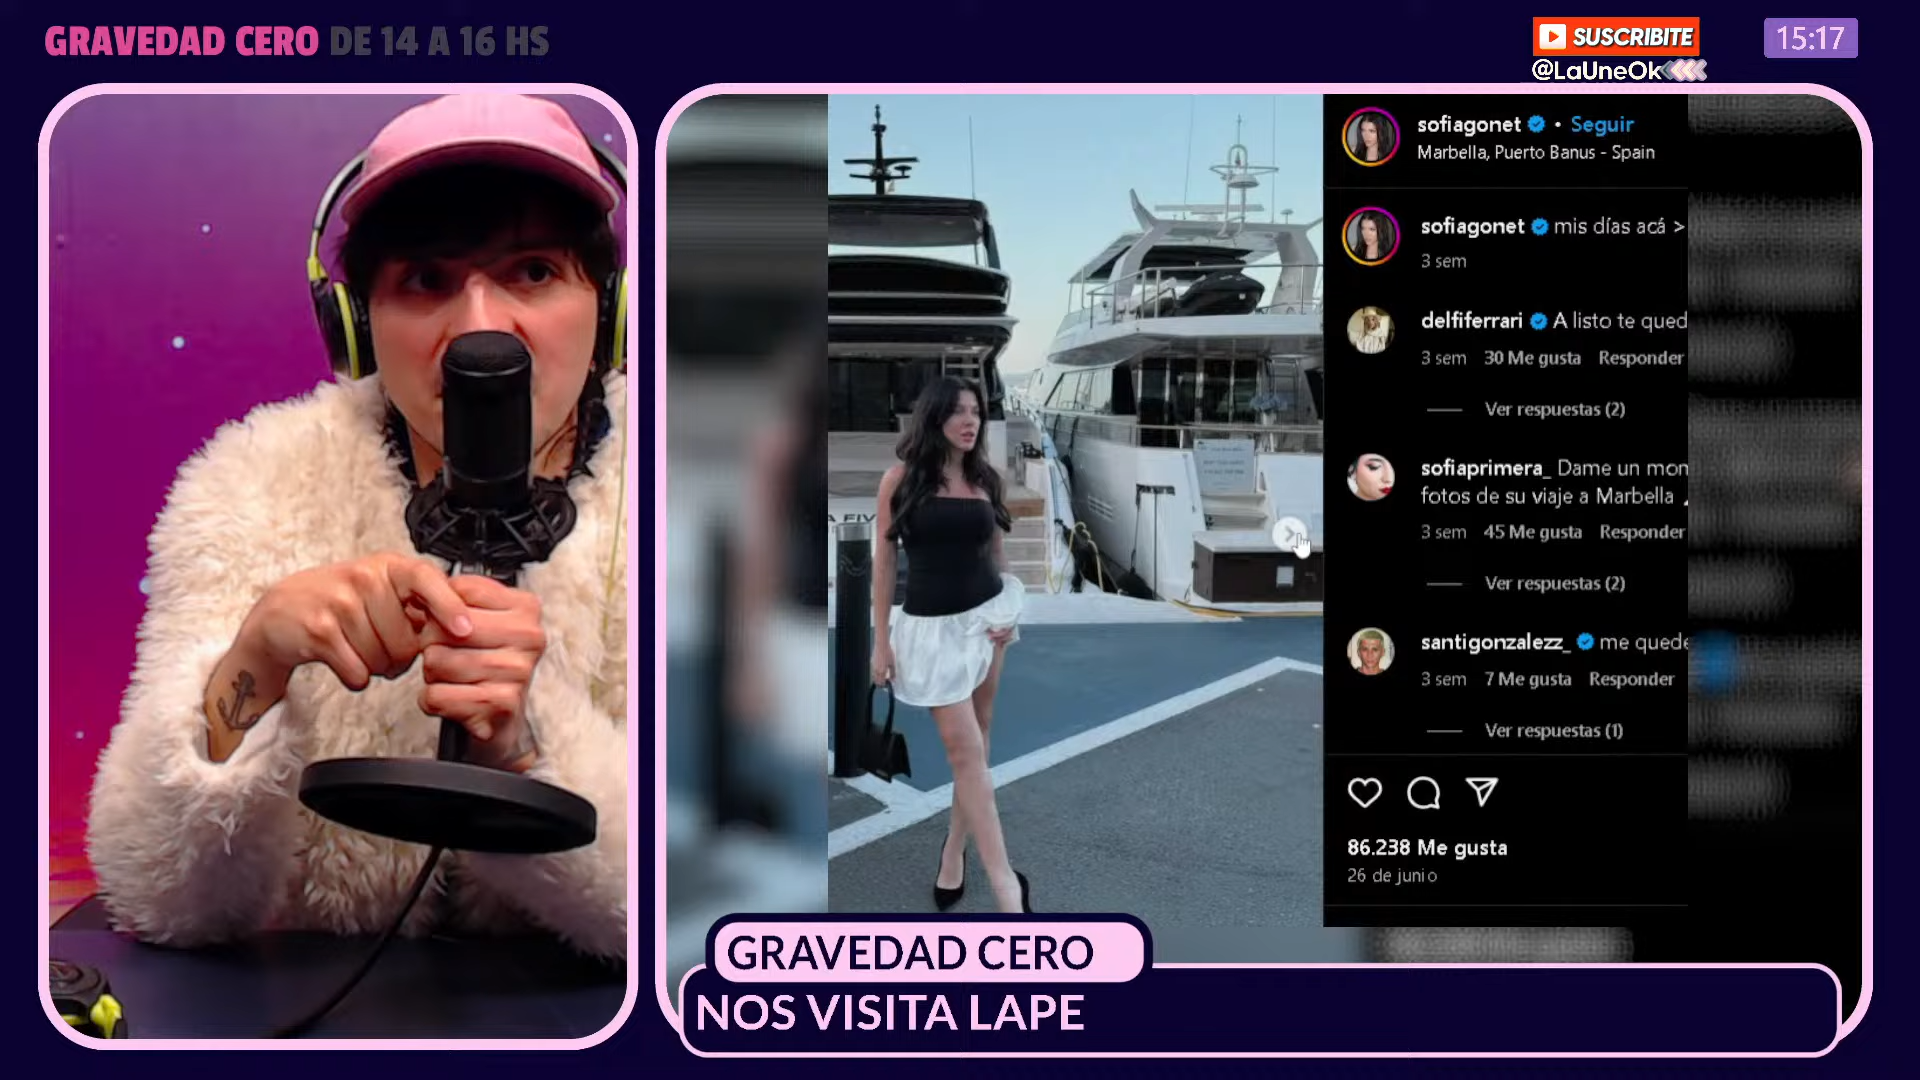 GRAVEDAD CERO DE 14 A 16 HS
SUSCRIBITE
@LaUneOk
15:17
sofiagonet • Seguir
Marbella, Puerto Banus - Spain
sofiagonet mis días acá >
3 sem
delfiferrari A listo te qued
3 sem 30 Me gusta Responder
Ver respuestas (2)
sofiaprimera_ Dame un mon
fotos de su viaje a Marbella
3 sem 45 Me gusta Responder
Ver respuestas (2)
santigonzalezz_ me quede
3 sem 7 Me gusta Responder
Ver respuestas (1)
86.238 Me gusta
26 de junio
GRAVEDAD CERO
NOS VISITA LAPE